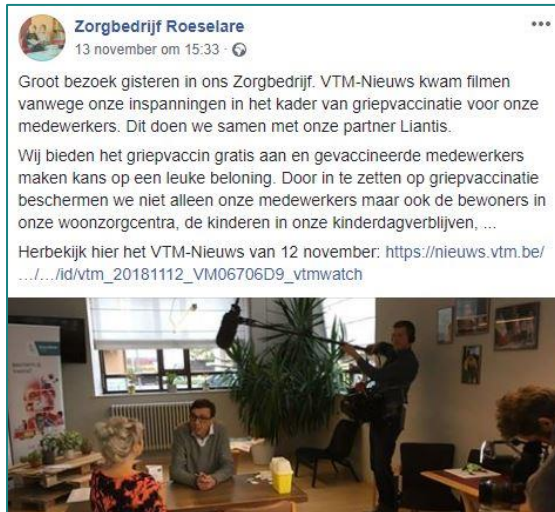 Zorgbedrijf Roeselare
13 november om 15:33 ·
Groot bezoek gisteren in ons Zorgbedrijf. VTM-Nieuws kwam filmen
vanwege onze inspanningen in het kader van griepvaccinatie voor onze
medewerkers. Dit doen we samen met onze partner Liantis.
Wij bieden het griepvaccin gratis aan en gevaccineerde medewerkers
maken kans op een leuke beloning. Door in te zetten op griepvaccinatie
beschermen we niet alleen onze medewerkers maar ook de bewoners in
onze woonzorgcentra, de kinderen in onze kinderdagverblijven, ...
Herbekijk hier het VTM-Nieuws van 12 november: https://nieuws.vtm.be/
…/…/id/vtm_20181112_VM06706D9_vtmwatch